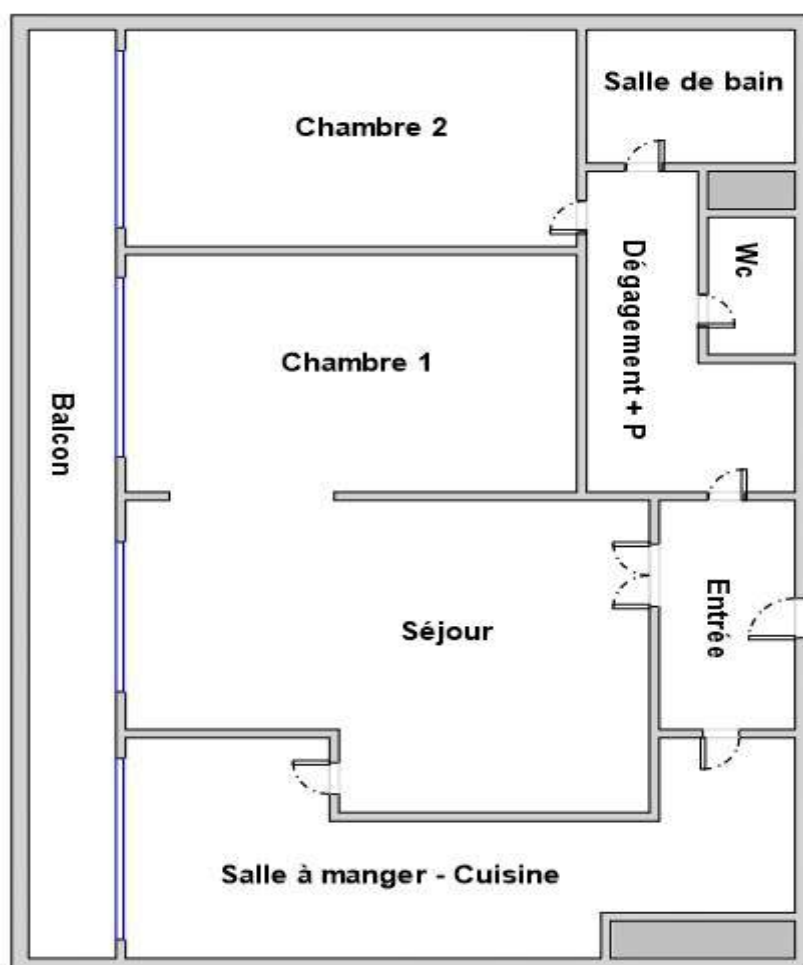 Salle de bain
Chambre 2
Wc
Dégagement + P
Chambre 1
Balcon
Entrée
Séjour
Salle à manger - Cuisine